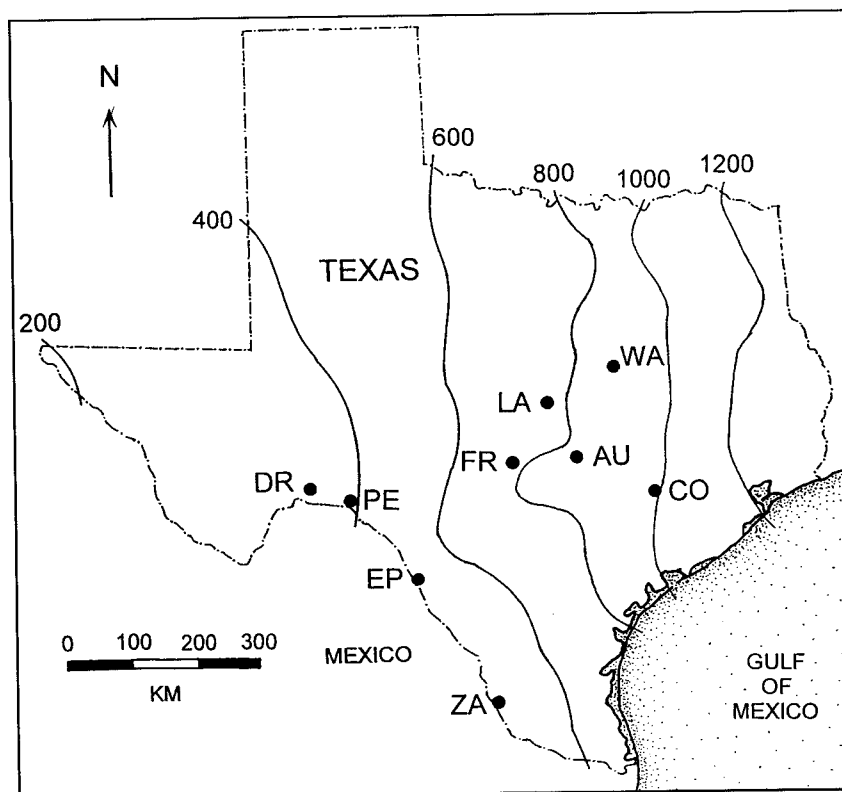 N
600
800
1000
1200
400
TEXAS
200
WA
LA
FR
AU
DR
PE
CO
EP
0 100 200 300
KM
MEXICO
ZA
GULF
OF
MEXICO